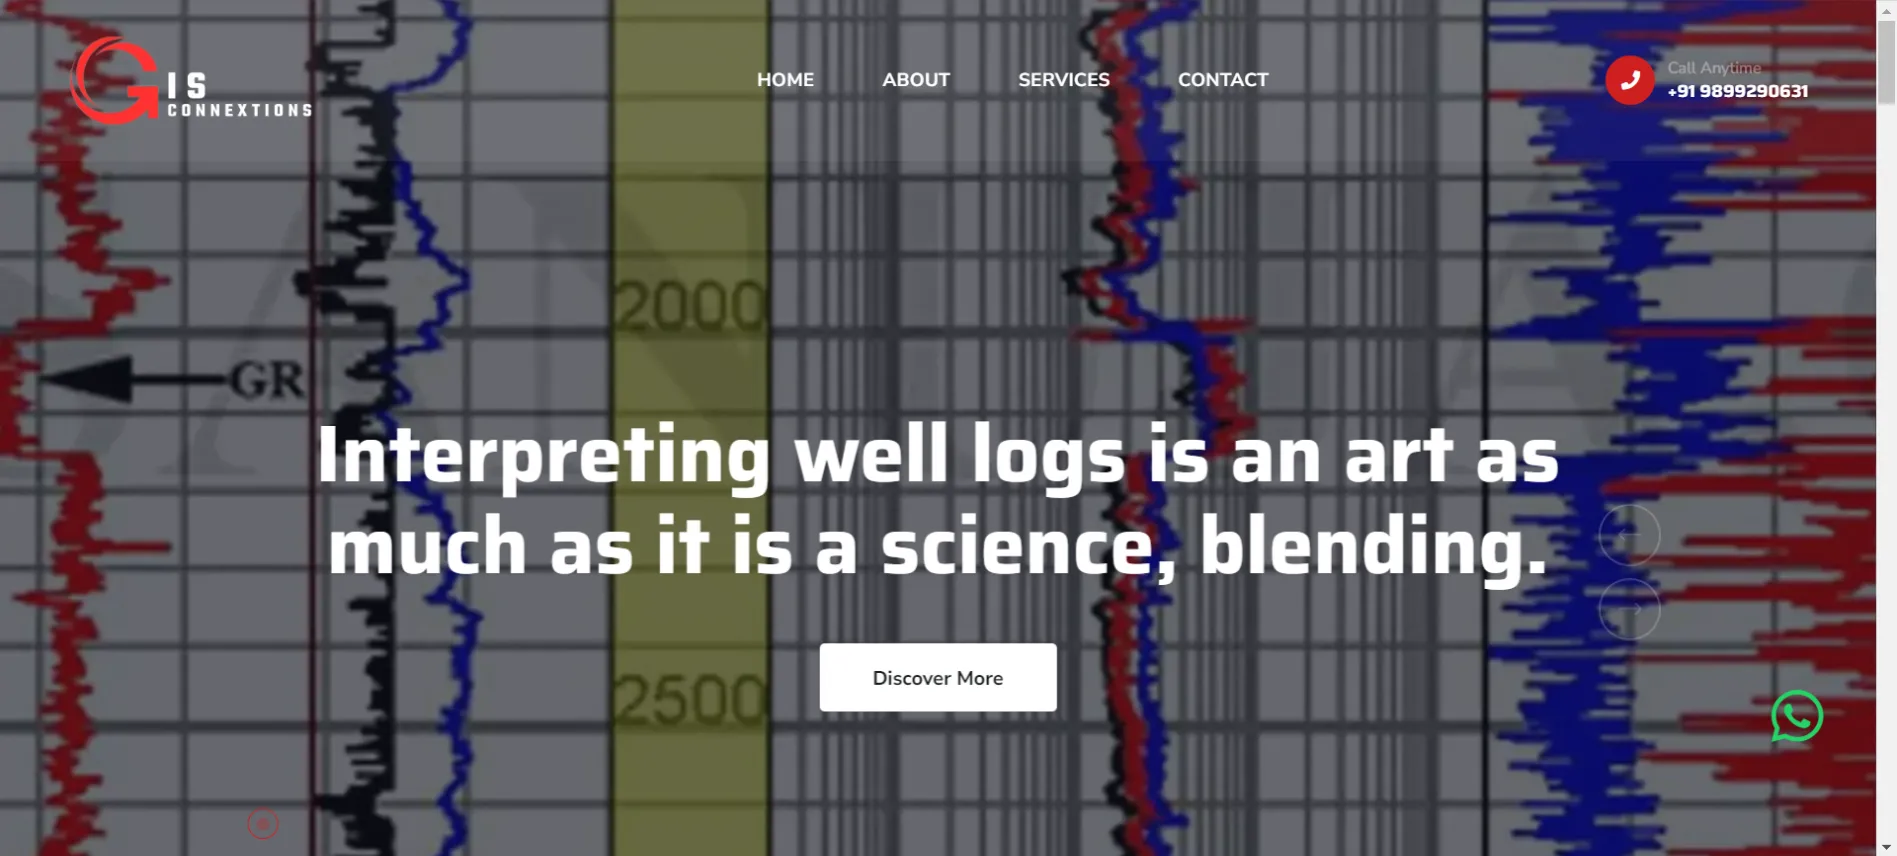 IS
CONNEXTIONS
HOME ABOUT SERVICES CONTACT
Call Anytime
+91 9899290631
2000
GR
Interpreting well logs is an art as
much as it is a science, blending.
Discover More
2500